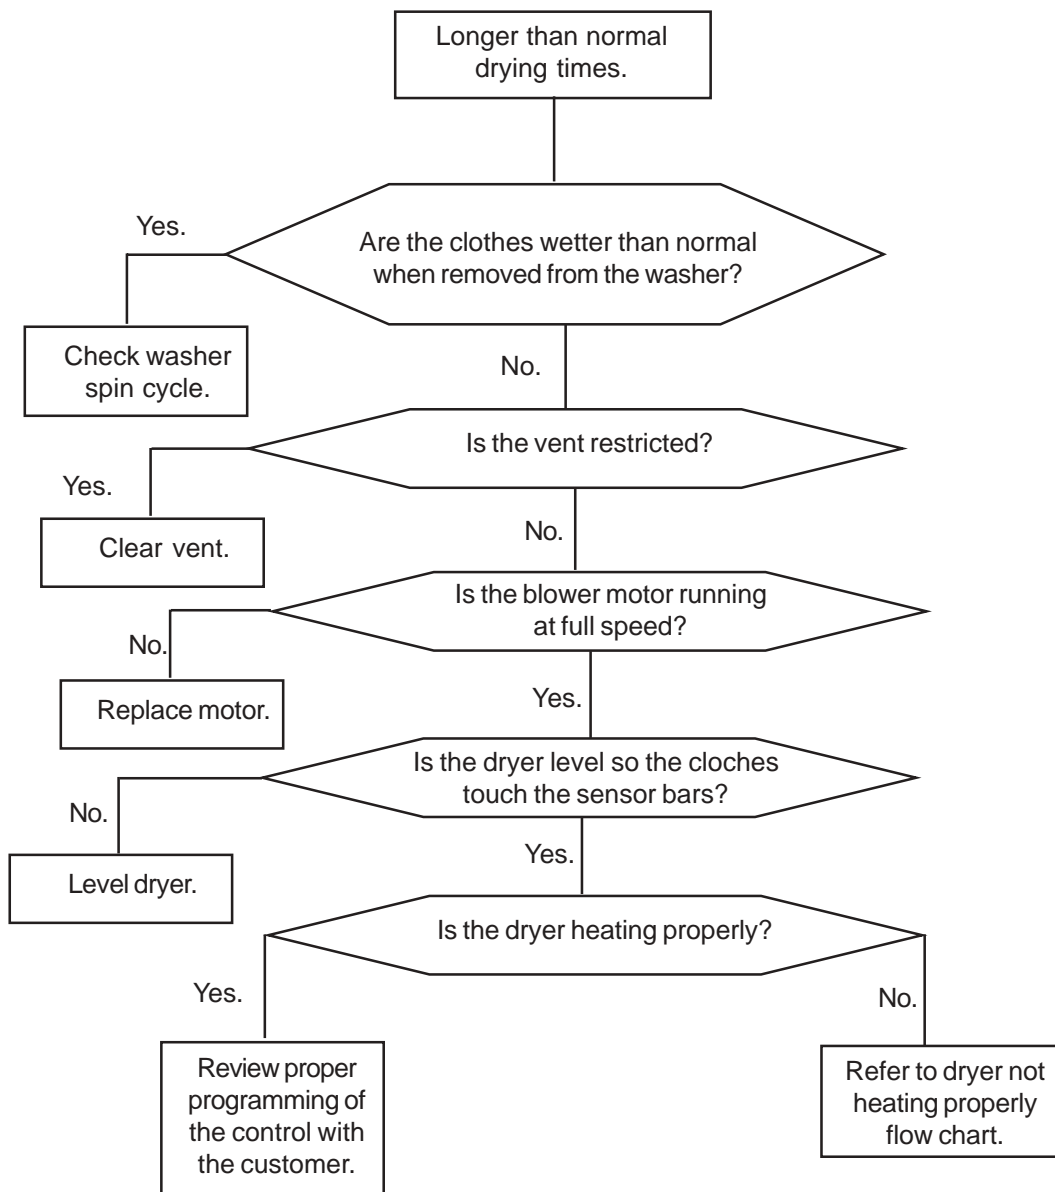 Longer than normal
drying times.
Are the clothes wetter than normal
when removed from the washer?
Yes.
Check washer
spin cycle.
No.
Is the vent restricted?
Yes.
Clear vent.
No.
Is the blower motor running
at full speed?
No.
Replace motor.
Yes.
Is the dryer level so the cloches
touch the sensor bars?
No.
Level dryer.
Yes.
Is the dryer heating properly?
Yes.
Review proper
programming of
the control with
the customer.
No.
Refer to dryer not
heating properly
flow chart.